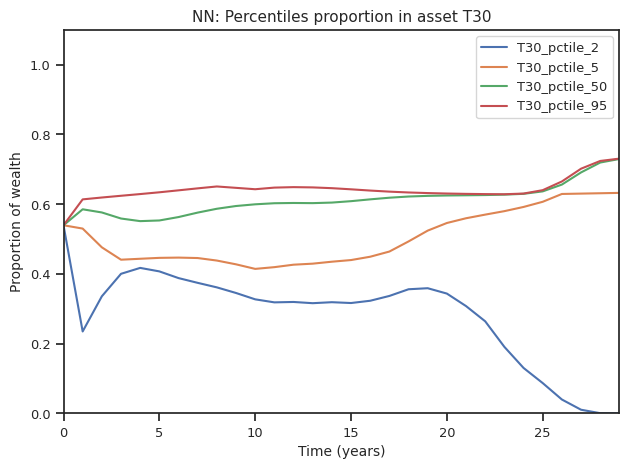 NN: Percentiles proportion in asset T30
T30_pctile_2
T30_pctile_5
T30_pctile_50
T30_pctile_95
Proportion of wealth
1.0
0.8
0.6
0.4
0.2
0.0
0 5 10 15 20 25
Time (years)